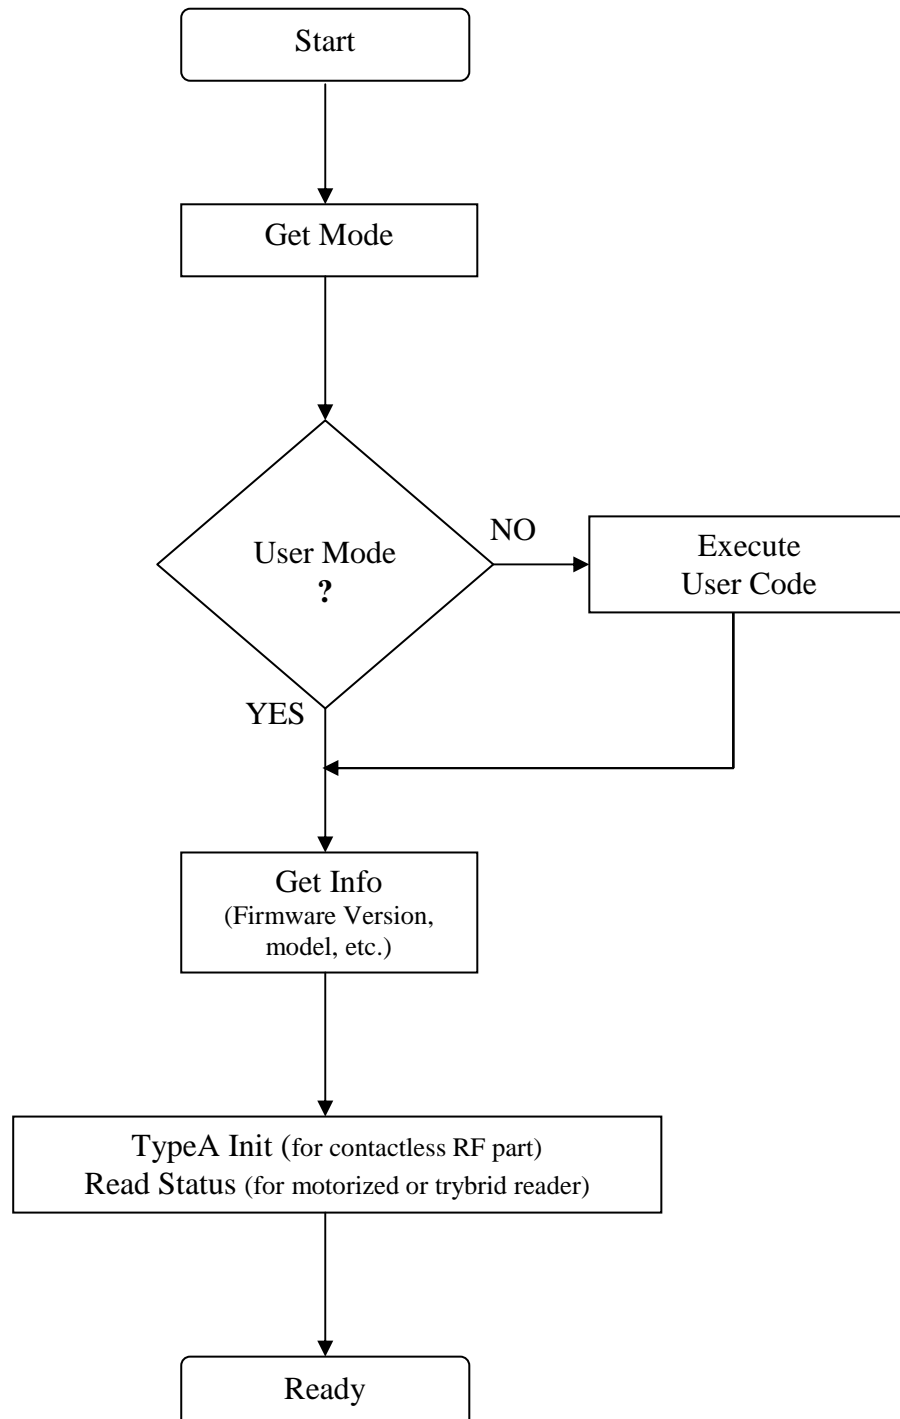 Start
Get Mode
User Mode
?
NO
Execute
User Code
YES
Get Info
(Firmware Version,
model, etc.)
TypeA Init (for contactless RF part)
Read Status (for motorized or trybrid reader)
Ready